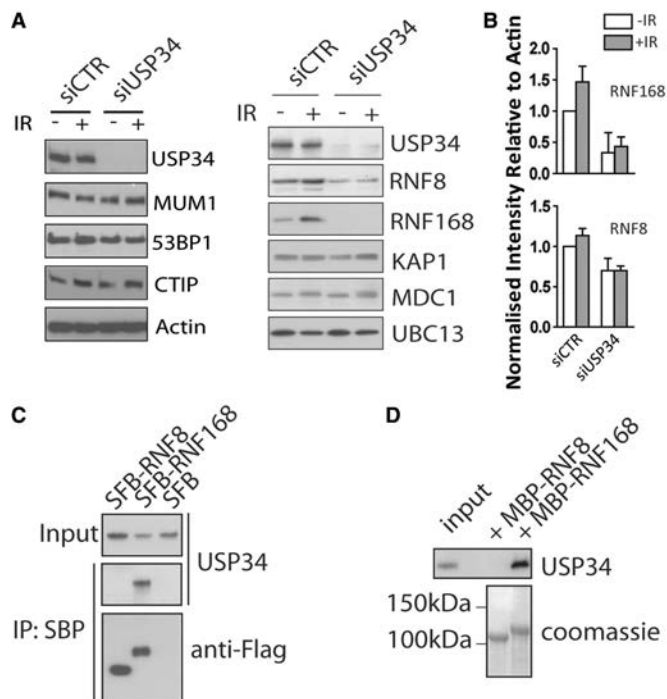 A
siCTR
siUSP34
IR - + - +
USP34
MUM1
53BP1
CTIP
Actin
siCTR
siUSP34
IR - + - +
USP34
RNF8
RNF168
KAP1
MDC1
UBC13
B
-IR
+IR
Normalised Intensity Relative to Actin
RNF168
2.0
1.5
1.0
0.5
0.0
RNF8
1.5
1.0
0.5
0.0
siCTR
siUSP34
C
SFB-RNF8
SFB-RNF168
SFB
Input
USP34
IP: SBP
anti-Flag
D
input
+ MBP-RNF8
+ MBP-RNF168
USP34
150kDa
100kDa
coomassie